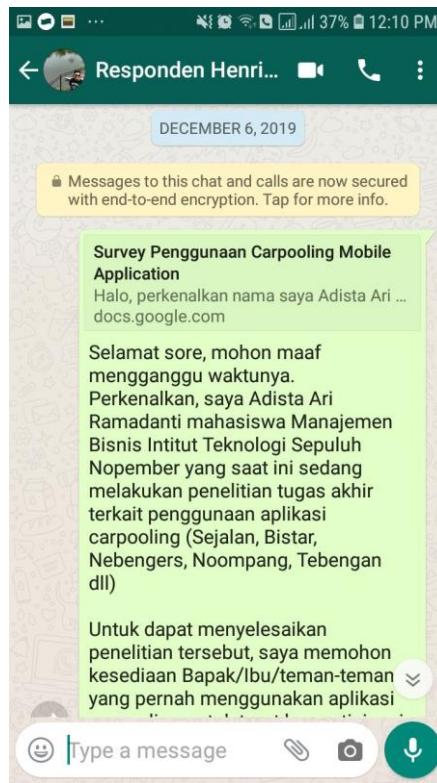 37% 12:10 PM
Responden Henri...
DECEMBER 6, 2019
Messages to this chat and calls are now secured
with end-to-end encryption. Tap for more info.
Survey Penggunaan Carpooling Mobile
Application
Halo, perkenalkan nama saya Adista Ari ...
docs.google.com
Selamat sore, mohon maaf
mengganggu waktunya.
Perkenalkan, saya Adista Ari
Ramadanti mahasiswa Manajemen
Bisnis Intitut Teknologi Sepuluh
Nopember yang saat ini sedang
melakukan penelitian tugas akhir
terkait penggunaan aplikasi
carpooling (Sejalan, Bistar,
Nebengers, Noompang, Tebengan
dll)
Untuk dapat menyelesaikan
penelitian tersebut, saya memohon
kesediaan Bapak/Ibu/teman-teman
yang pernah menggunakan aplikasi
Type a message